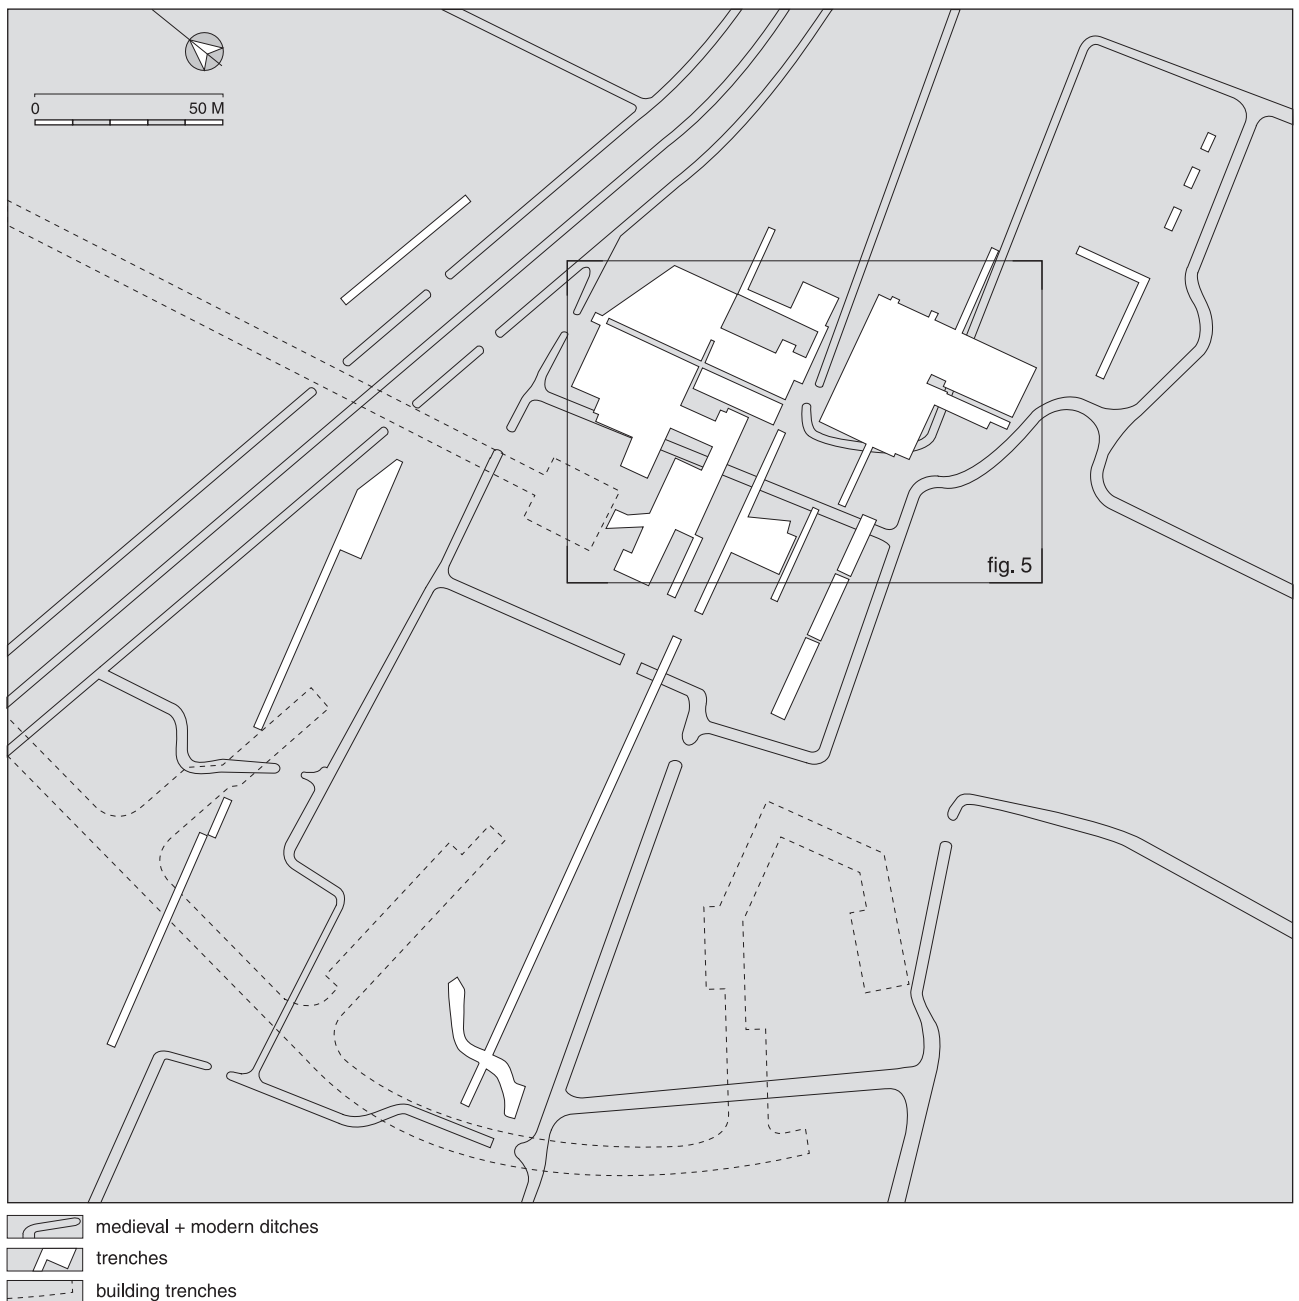 0 50 M
fig. 5
medieval + modern ditches
trenches
building trenches